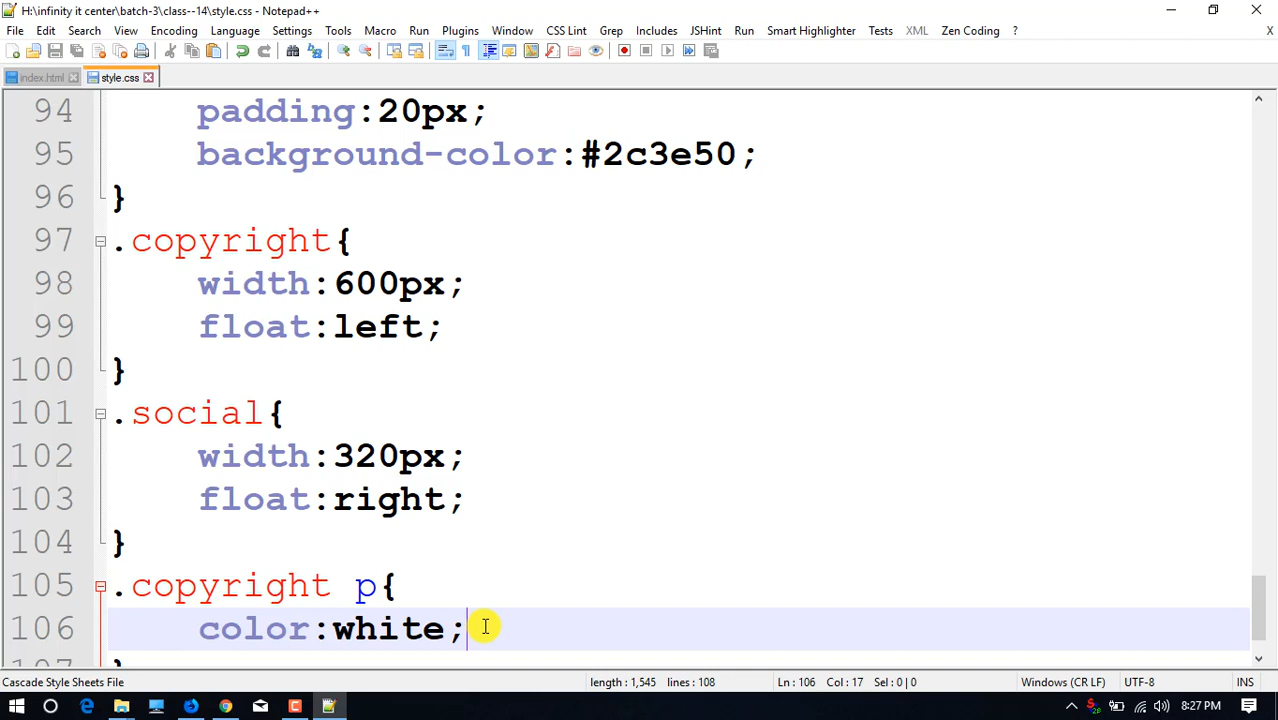 H:\infinity it center\batch-3\class--14\style.css - Notepad++
File Edit Search View Encoding Language Settings Tools Macro Run Plugins Window CSS Lint Grep Includes JSHint Run Smart Highlighter Tests XML Zen Coding ? X
index.html style.css
94 padding:20px;
95 background-color:#2c3e50;
96 }
97 .copyright{
98 width:600px;
99 float:left;
100 }
101 .social{
102 width:320px;
103 float:right;
104 }
105 .copyright p{
106 color:white;
107 }
Cascade Style Sheets File length : 1,545 lines : 108 Ln : 106 Col : 17 Sel : 0 | 0 Windows (CR LF) UTF-8 INS
8:27 PM